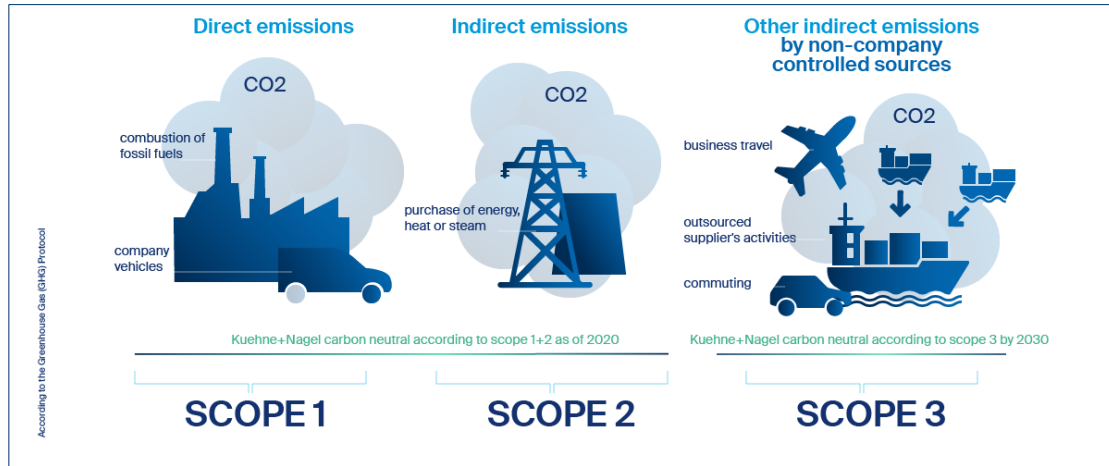 Direct emissions
CO2
combustion of
fossil fuels
company
vehicles
Indirect emissions
CO2
purchase of energy,
heat or steam
Other indirect emissions
by non-company
controlled sources
CO2
business travel
outsourced
supplier's activities
commuting
Kuehne+Nagel carbon neutral according to scope 1+2 as of 2020
Kuehne+Nagel carbon neutral according to scope 3 by 2030
SCOPE 1
SCOPE 2
SCOPE 3
According to the Greenhouse Gas (GHG) Protocol